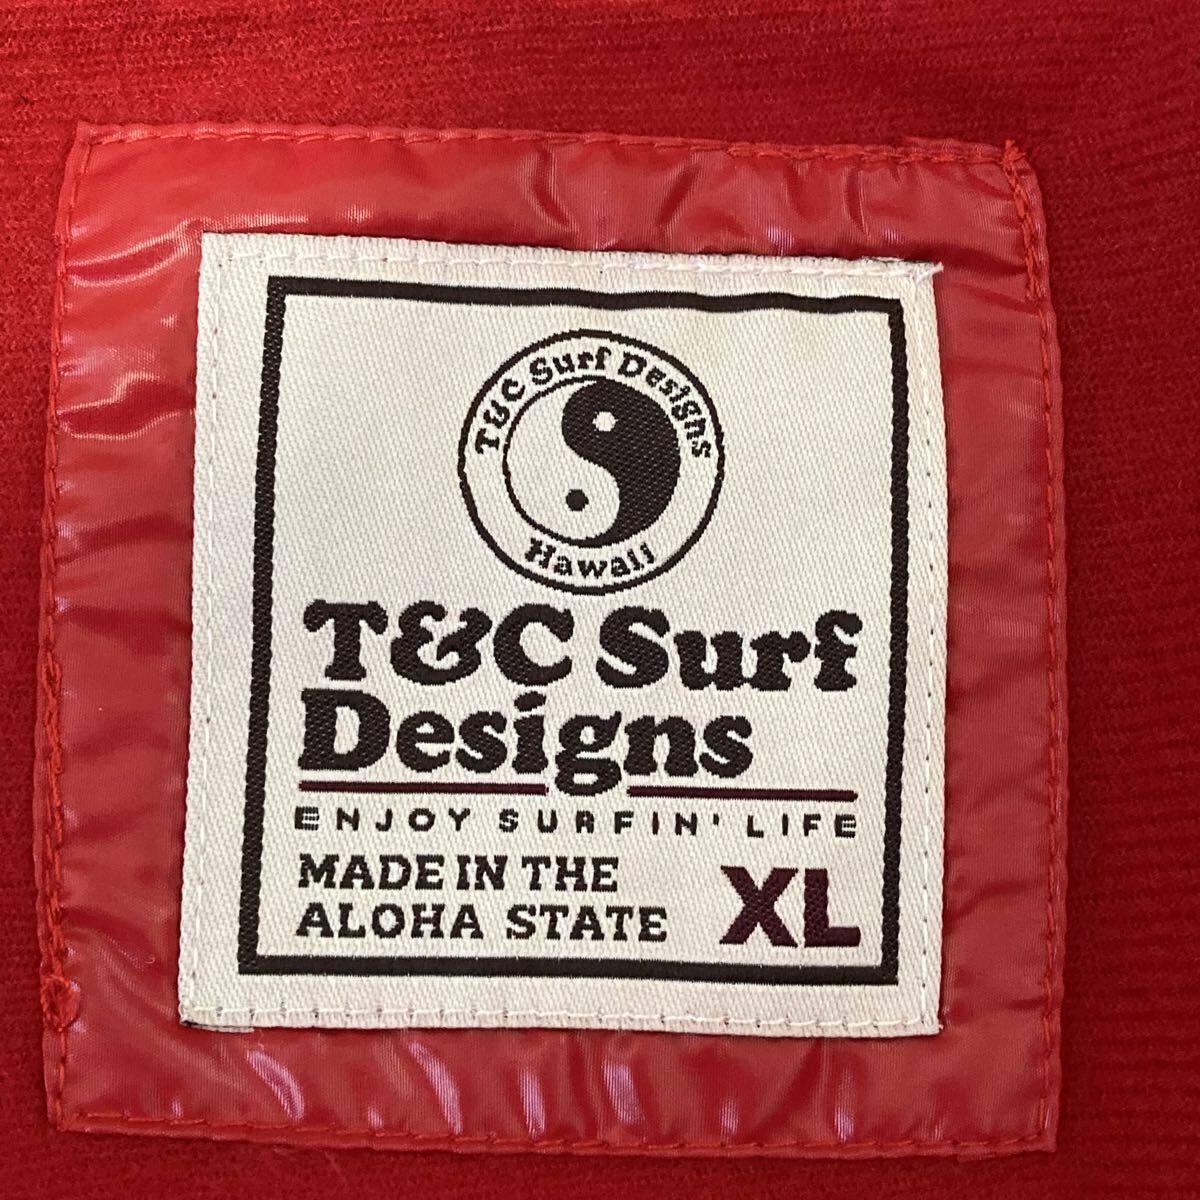 T&C Surf Designs
Hawaii
T&C Surf
Designs
ENJOY SURFIN' LIFE
MADE IN THE
ALOHA STATE
XL